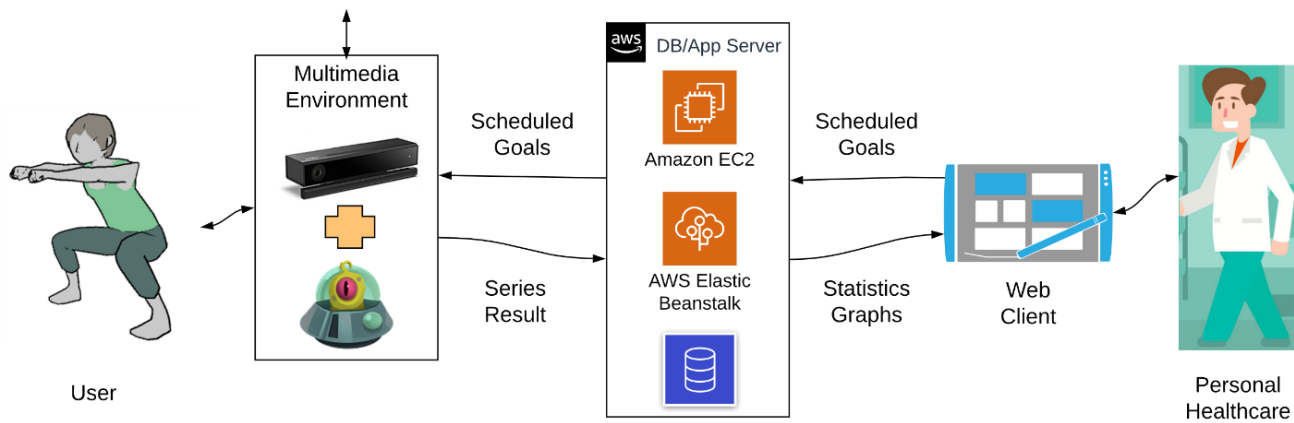 Multimedia
Environment
User
Scheduled
Goals
Series
Result
aws
DB/App Server
Amazon EC2
AWS Elastic
Beanstalk
Scheduled
Goals
Statistics
Graphs
Web
Client
Personal
Healthcare